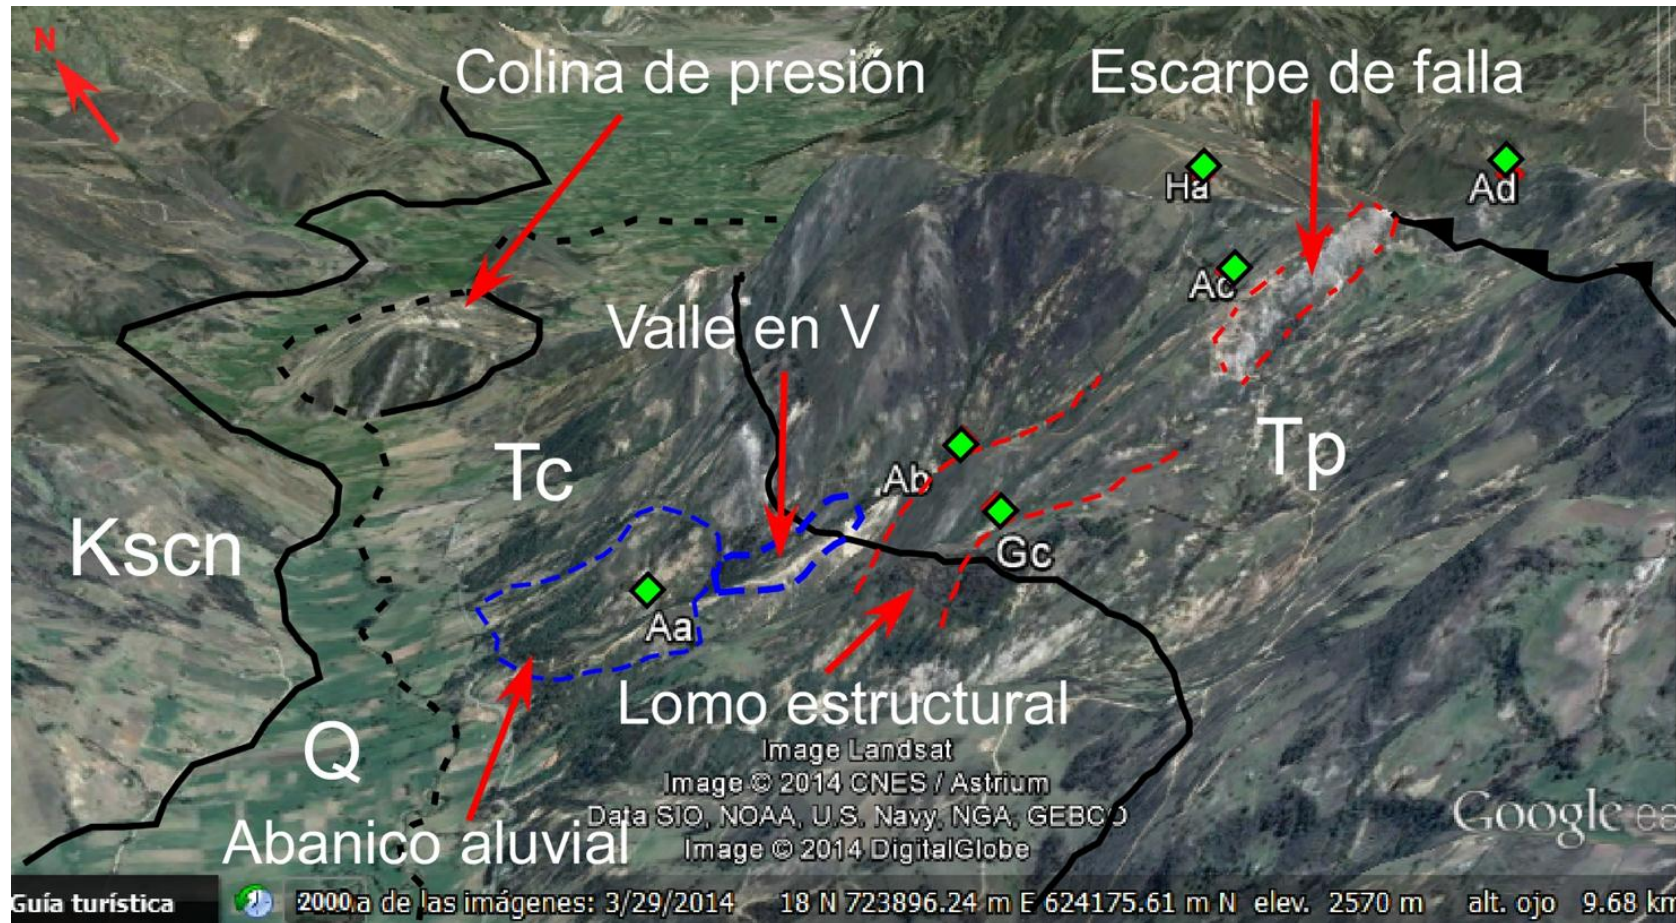 N
Colina de presión
Escarpe de falla
Ha
Ad
Ac
Valle en V
Tc
Ab
Tp
Kscn
Gc
Aa
Lomo estructural
Q
Image Landsat
Image © 2014 CNES / Astrium
Data SIO, NOAA, U.S. Navy, NGA, GEBCO
Abanico aluvial
Image © 2014 DigitalGlobe
Google ea
Guía turística
2000
a de las imágenes: 3/29/2014
18 N 723896.24 m E 624175.61 m N elev. 2570 m alt. ojo 9.68 km